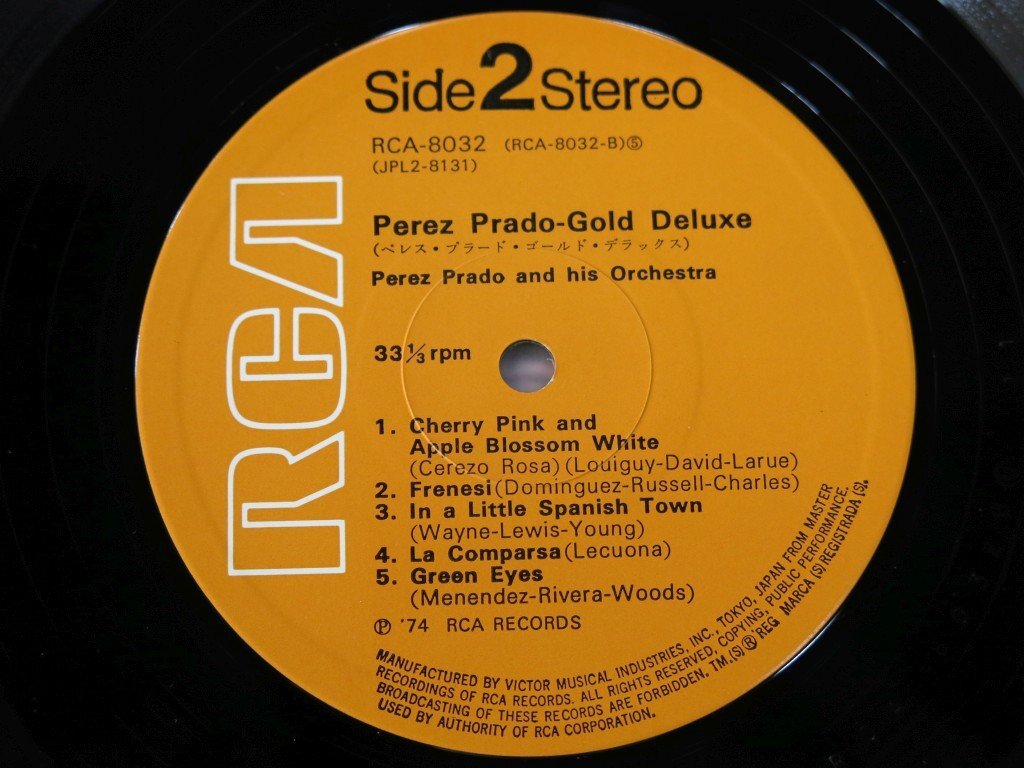 Side 2 Stereo
RCA-8032 (RCA-8032-B)⑤
(JPL2-8131)
RCA
Perez Prado-Gold Deluxe
(ペレス・プラード・ゴールド・デラックス)
Perez Prado and his Orchestra
33 1/3 rpm
1. Cherry Pink and
Apple Blossom White
(Cerezo Rosa)(Louiguy-David-Larue)
2. Frenesi(Dominguez-Russell-Charles)
3. In a Little Spanish Town
(Wayne-Lewis-Young)
4. La Comparsa(Lecuona)
5. Green Eyes
(Menendez-Rivera-Woods)
℗ '74 RCA RECORDS
MANUFACTURED BY VICTOR MUSICAL INDUSTRIES, INC., TOKYO, JAPAN FROM MASTER
RECORDINGS OF RCA RECORDS. ALL RIGHTS RESERVED, COPYING, PUBLIC PERFORMANCE,
BROADCASTING OF THESE RECORDS ARE FORBIDDEN. TM.(S)® REG MARCA (S) REGISTRADA (S).
USED BY AUTHORITY OF RCA CORPORATION.